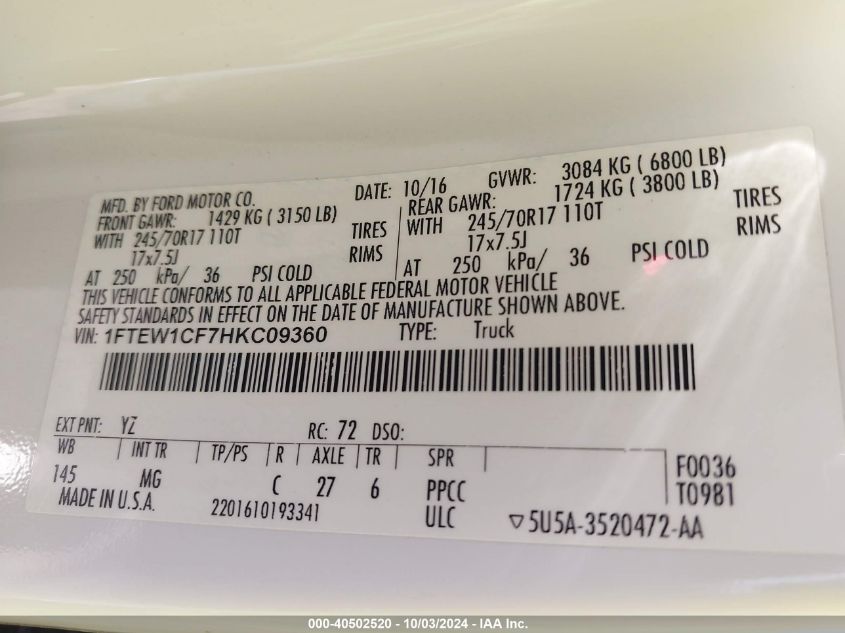 MFD. BY FORD MOTOR CO. DATE: 10/16 GVWR: 3084 KG ( 6800 LB)
FRONT GAWR: 1429 KG ( 3150 LB) REAR GAWR: 1724 KG ( 3800 LB)
WITH 245/70R17 110T TIRES WITH 245/70R17 110T TIRES
17x7.5J RIMS 17x7.5J RIMS
AT 250 kPa/ 36 PSI COLD AT 250 kPa/ 36 PSI COLD
THIS VEHICLE CONFORMS TO ALL APPLICABLE FEDERAL MOTOR VEHICLE
SAFETY STANDARDS IN EFFECT ON THE DATE OF MANUFACTURE SHOWN ABOVE.
VIN: 1FTEW1CF7HKC09360 TYPE: Truck
EXT PNT: YZ RC: 72 DSO:
WB INT TR TP/PS R AXLE TR SPR F0036
145 MG C 27 6 PPCC T0981
MADE IN U.S.A. 2201610193341 ULC ▽5U5A-3520472-AA
000-40502520 - 10/03/2024 - IAA Inc.